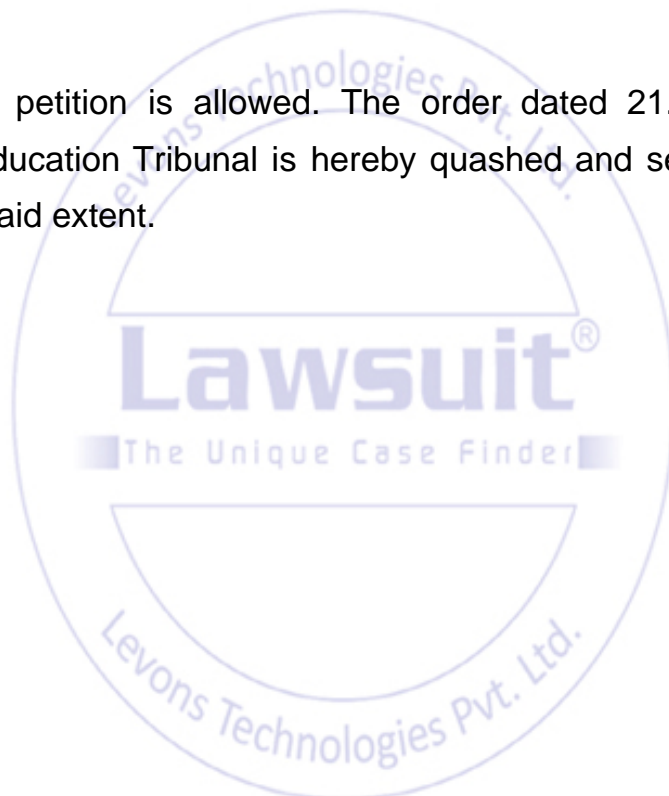 petition is allowed. The order dated 21.
ducation Tribunal is hereby quashed and se
aid extent.
Levons Technologies Pvt. Ltd.
Lawsuit®
The Unique Case Finder
Levons Technologies Pvt. Ltd.